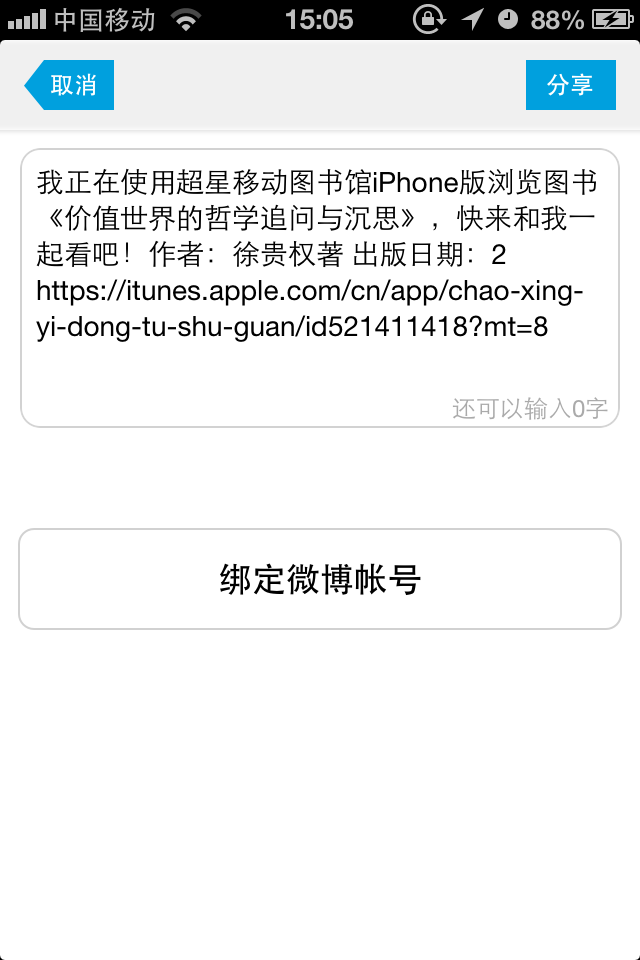 中国移动 15:05 88%
取消 分享
我正在使用超星移动图书馆iPhone版浏览图书
《价值世界的哲学追问与沉思》，快来和我一
起看吧！作者：徐贵权著 出版日期：2
https://itunes.apple.com/cn/app/chao-xing-
yi-dong-tu-shu-guan/id521411418?mt=8
还可以输入0字
绑定微博帐号